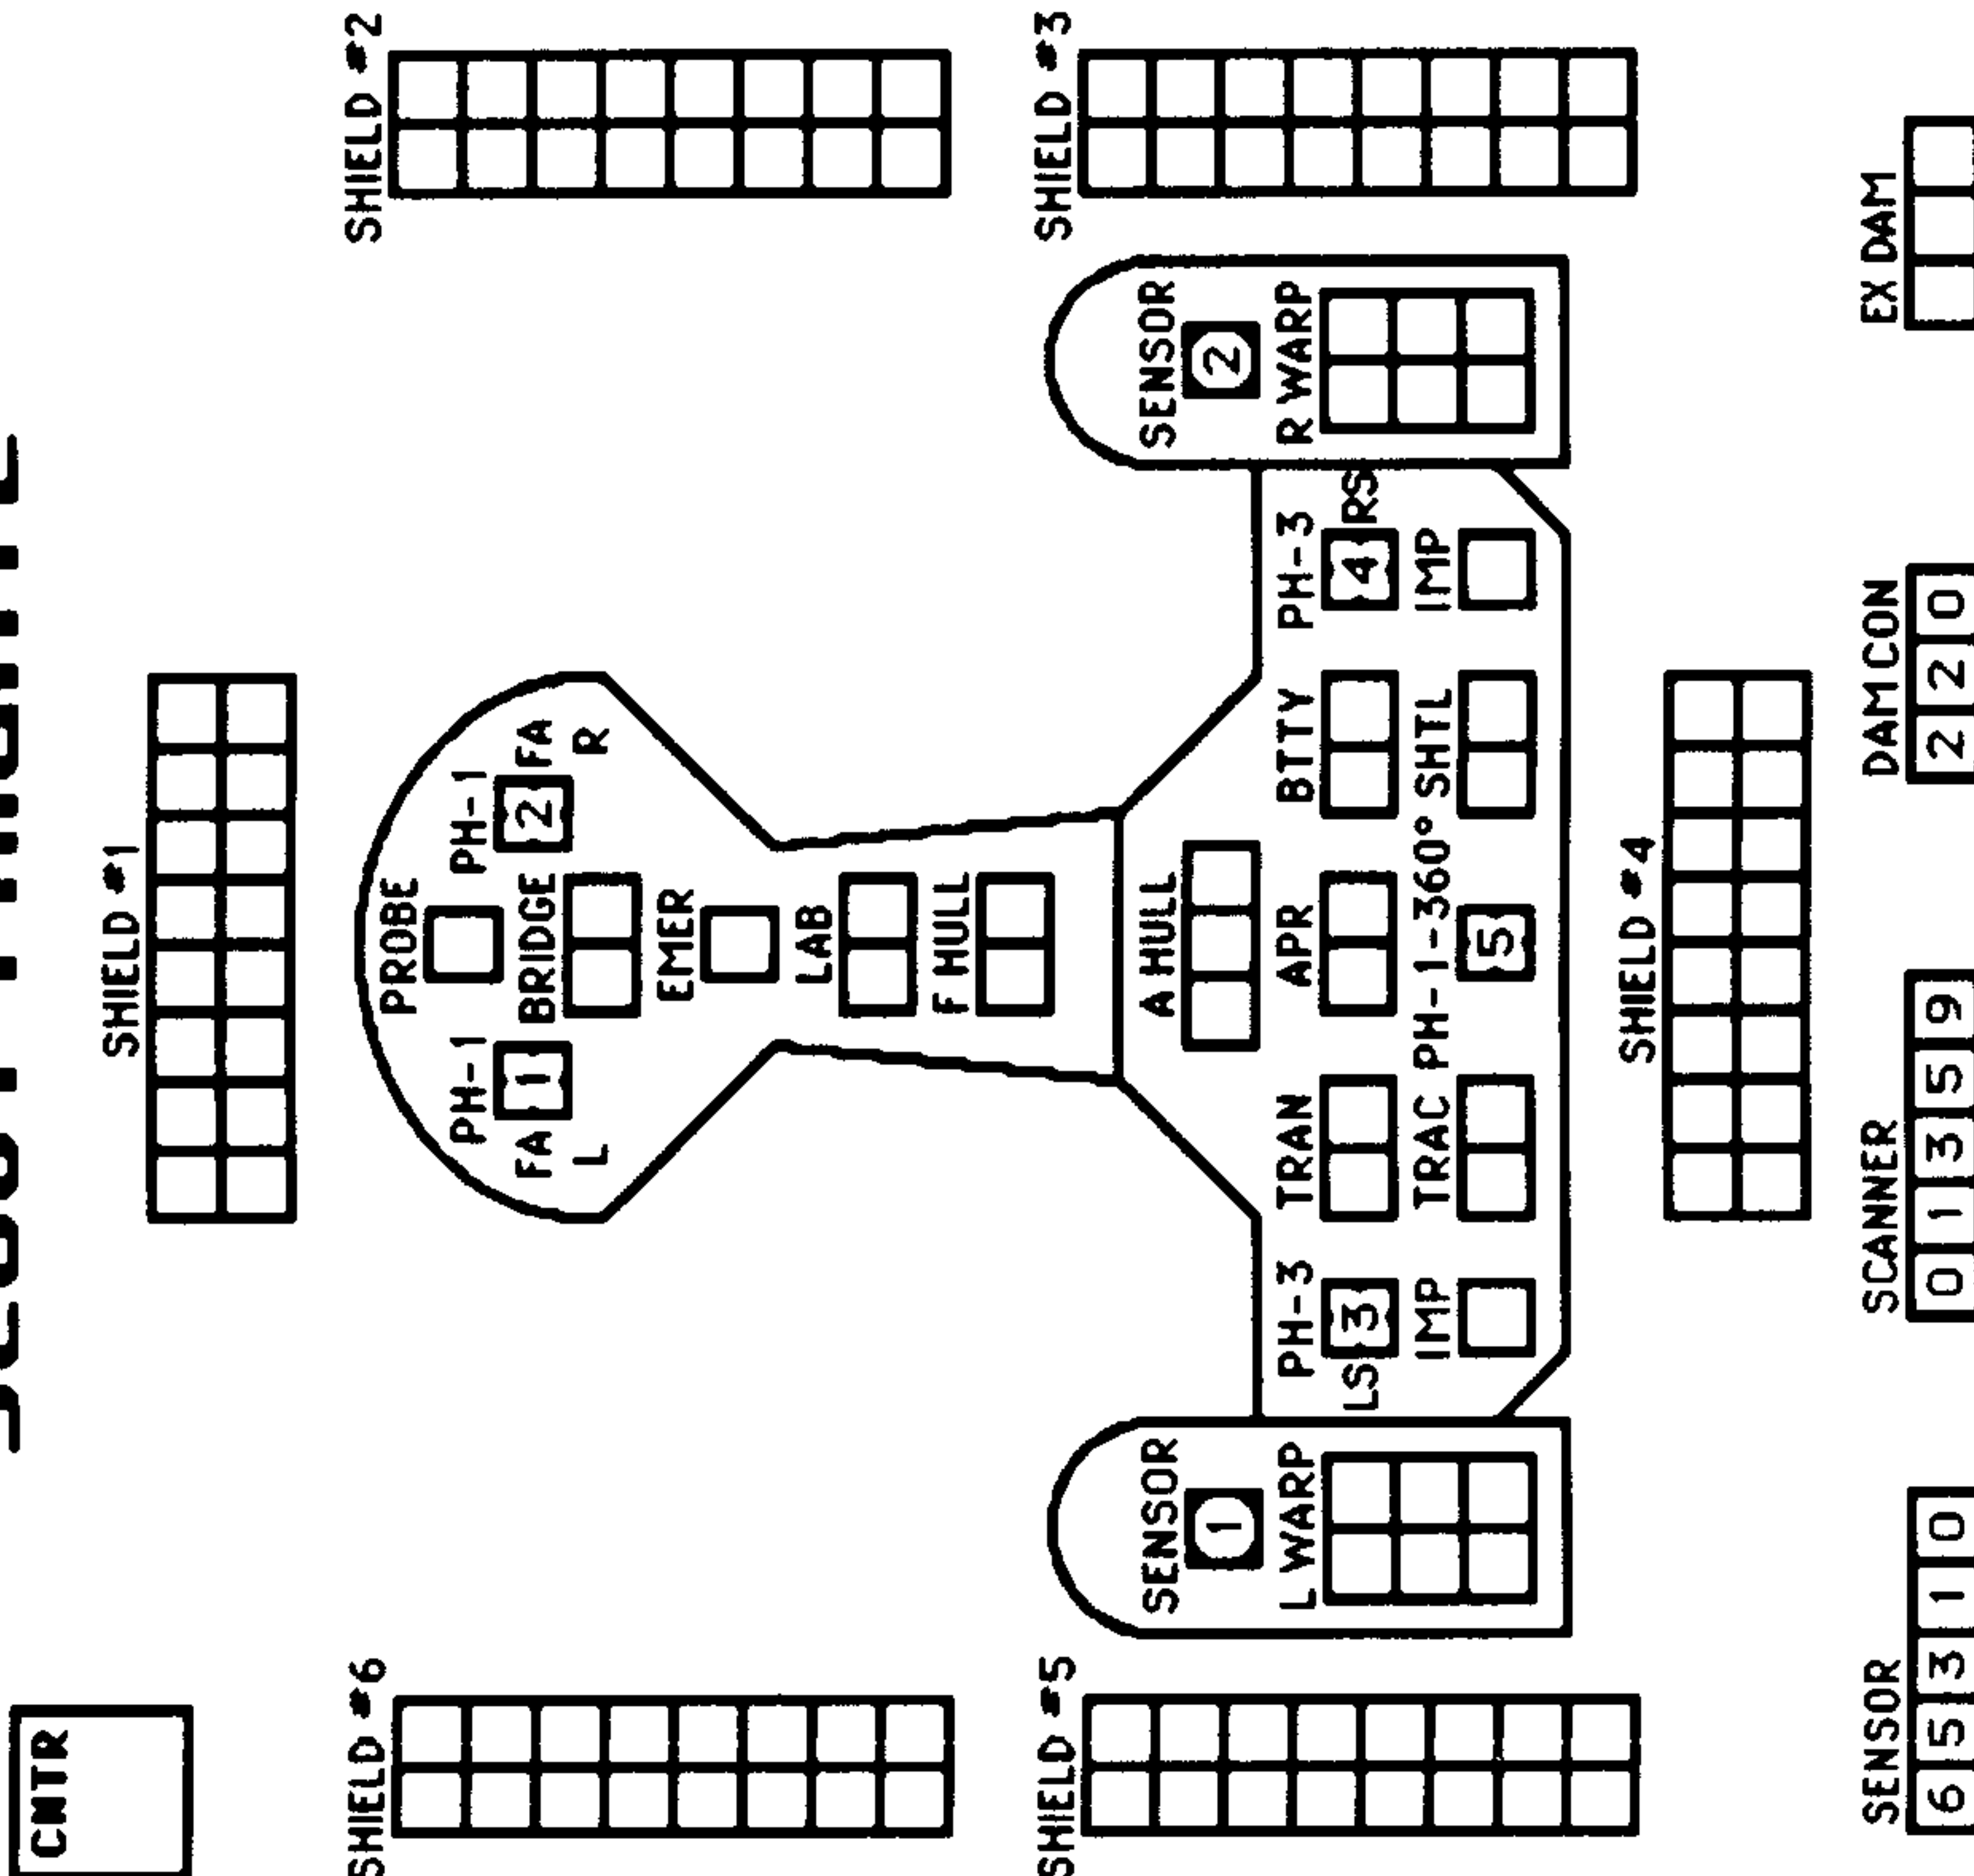 CNTR
SHIELD #1
SHIELD #6
SHIELD #2
PROBE
PH-1
PH-1
FA 1
2 FA
L
R
BRIDGE
EMER
LAB
F HULL
SHIELD #5
SHIELD #3
SENSOR
A HULL
SENSOR
1
2
L WARP
PH-3
TRAN
APR
BTTY
PH-3
R WARP
LS 3
4 RS
IMP
TRAC
PH-1-360°
SHTL
IMP
5
SHIELD #4
SENSOR
SCANNER
DAM CON
EX DAM
6 5 3 1 0
0 1 3 5 9
2 2 0